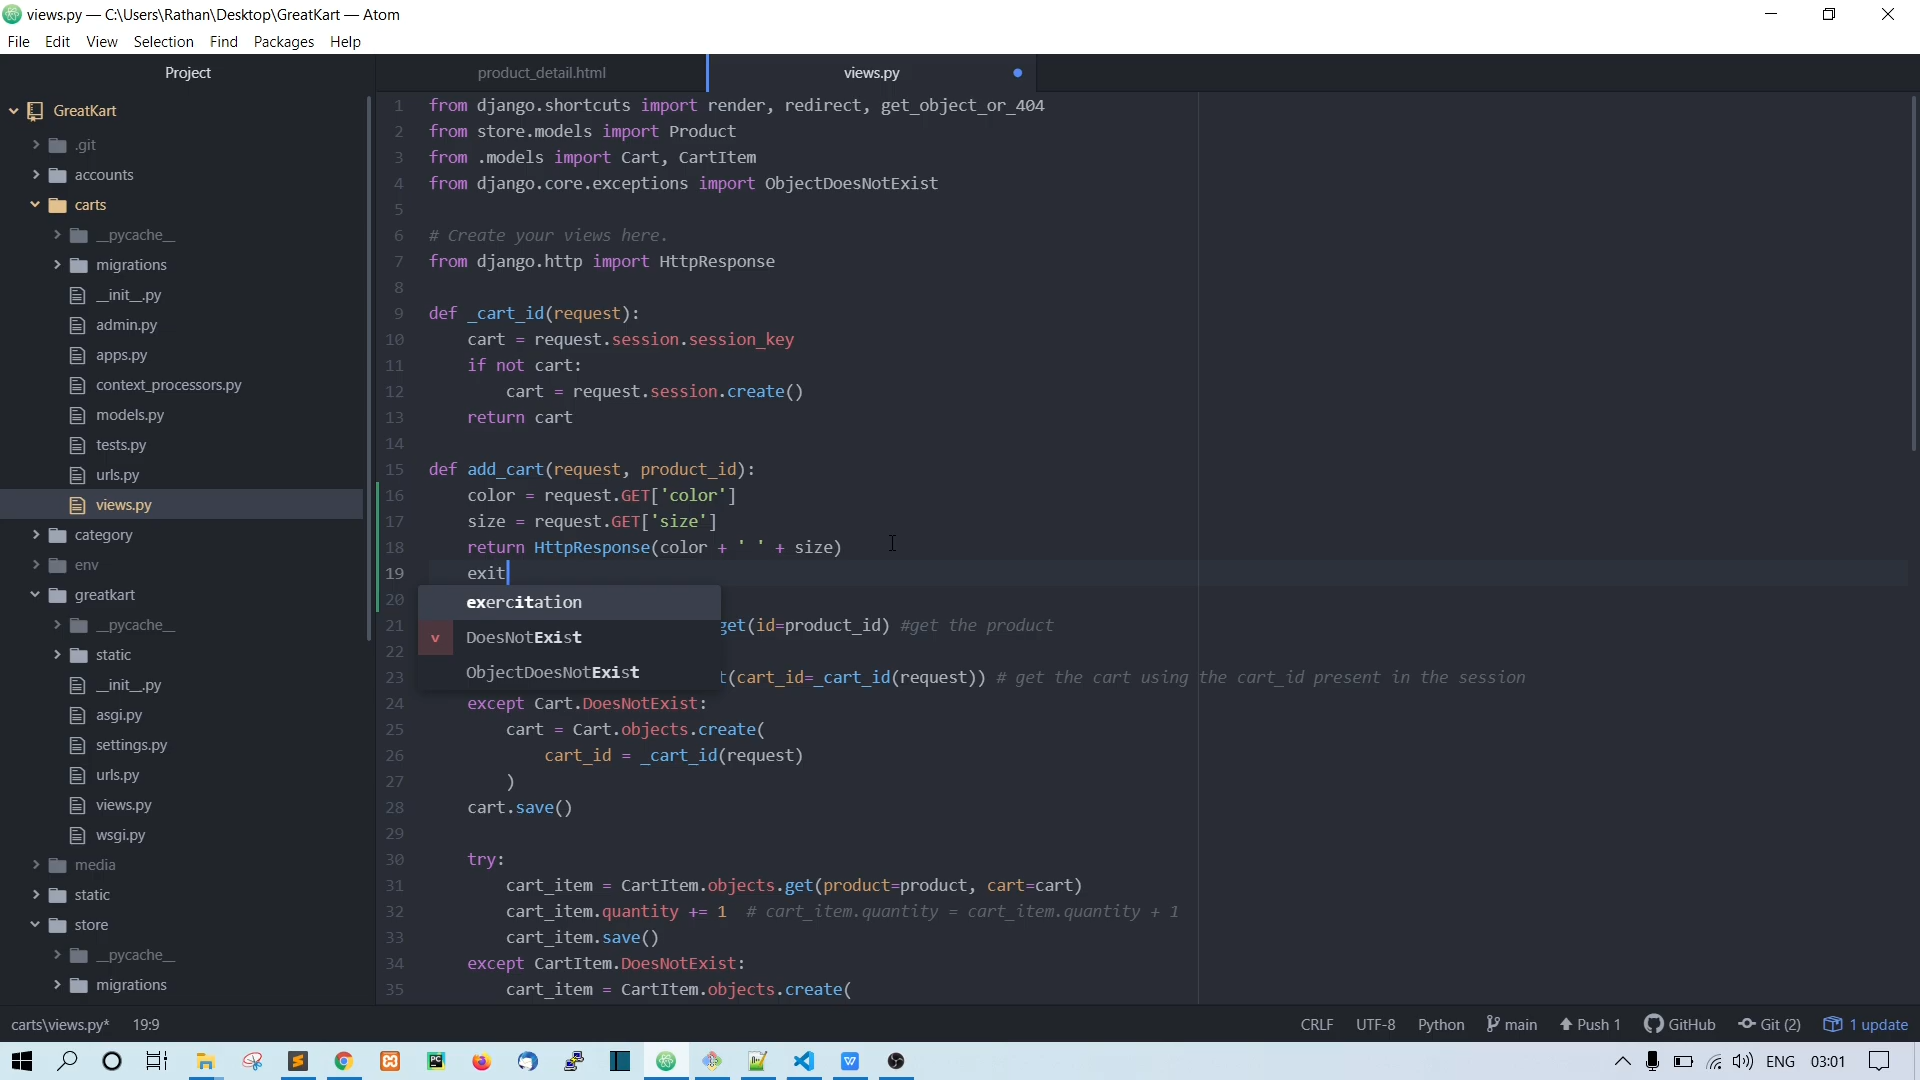 views.py — C:\Users\Rathan\Desktop\GreatKart — Atom
File Edit View Selection Find Packages Help
Project
GreatKart
.git
accounts
carts
__pycache__
migrations
__init__.py
admin.py
apps.py
context_processors.py
models.py
tests.py
urls.py
views.py
category
env
greatkart
__pycache__
static
__init__.py
asgi.py
settings.py
urls.py
views.py
wsgi.py
media
static
store
__pycache__
migrations
product_detail.html views.py
1 from django.shortcuts import render, redirect, get_object_or_404
2 from store.models import Product
3 from .models import Cart, CartItem
4 from django.core.exceptions import ObjectDoesNotExist
5
6 # Create your views here.
7 from django.http import HttpResponse
8
9 def _cart_id(request):
10 cart = request.session.session_key
11 if not cart:
12 cart = request.session.create()
13 return cart
14
15 def add_cart(request, product_id):
16 color = request.GET['color']
17 size = request.GET['size']
18 return HttpResponse(color + ' ' + size)
19 exit
20
exercitation
v DoesNotExist
ObjectDoesNotExist
21 get(id=product_id) #get the product
22
23 t(cart_id=_cart_id(request)) # get the cart using the cart_id present in the session
24 except Cart.DoesNotExist:
25 cart = Cart.objects.create(
26 cart_id = _cart_id(request)
27 )
28 cart.save()
29
30 try:
31 cart_item = CartItem.objects.get(product=product, cart=cart)
32 cart_item.quantity += 1 # cart_item.quantity = cart_item.quantity + 1
33 cart_item.save()
34 except CartItem.DoesNotExist:
35 cart_item = CartItem.objects.create(
carts\views.py* 19:9 CRLF UTF-8 Python main Push 1 GitHub Git (2) 1 update
ENG 03:01